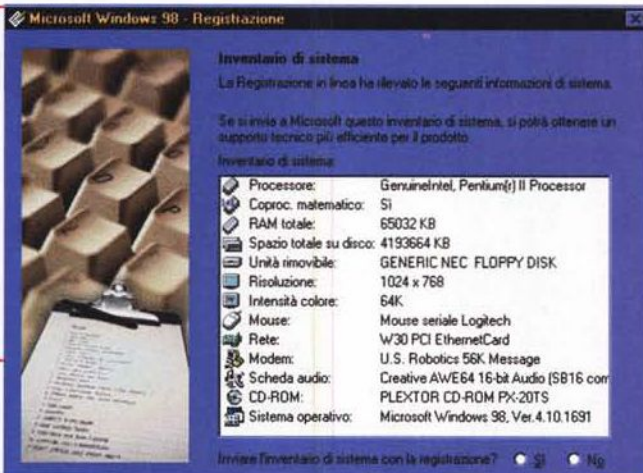 Microsoft Windows 98 - Registrazione
Inventario di sistema
La Registrazione in linea ha rilevato le seguenti informazioni di sistema.
Se si invia a Microsoft questo inventario di sistema, si potrà ottenere un
supporto tecnico più efficiente per il prodotto.
Inventario di sistema:
Processore: GenuineIntel, Pentium(r) II Processor
Coproc. matematico: Sì
RAM totale: 65032 KB
Spazio totale su disco: 4193664 KB
Unità rimovibile: GENERIC NEC FLOPPY DISK
Risoluzione: 1024 x 768
Intensità colore: 64K
Mouse: Mouse seriale Logitech
Rete: W30 PCI EthernetCard
Modem: U.S. Robotics 56K Message
Scheda audio: Creative AWE64 16-bit Audio (SB16 com
CD-ROM: PLEXTOR CD-ROM PX-20TS
Sistema operativo: Microsoft Windows 98, Ver.4.10.1691
Inviare l'inventario di sistema con la registrazione? Sì No